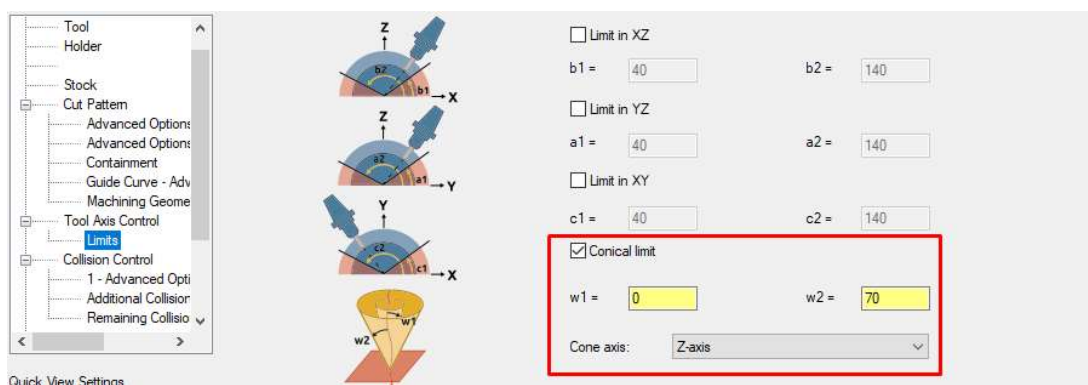 Tool
Holder
Stock
Cut Pattern
Advanced Options
Advanced Options
Containment
Guide Curve - Adv
Machining Geome
Tool Axis Control
Limits
Collision Control
1 - Advanced Opti
Additional Collision
Remaining Collisio
Quick View Settings
Z
b2
b1
X
Z
a2
a1
Y
Y
c2
c1
X
w1
w2
Limit in XZ
b1 = 40 b2 = 140
Limit in YZ
a1 = 40 a2 = 140
Limit in XY
c1 = 40 c2 = 140
Conical limit
w1 = 0 w2 = 70
Cone axis: Z-axis